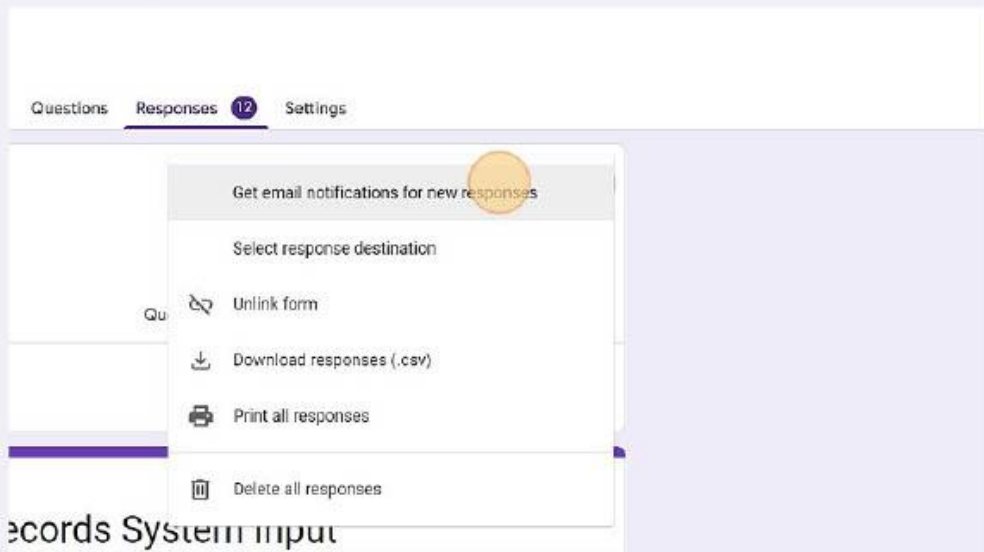 Questions Responses 12 Settings
Get email notifications for new responses
Select response destination
Unlink form
Qu
Download responses (.csv)
Print all responses
Delete all responses
ecords System Input